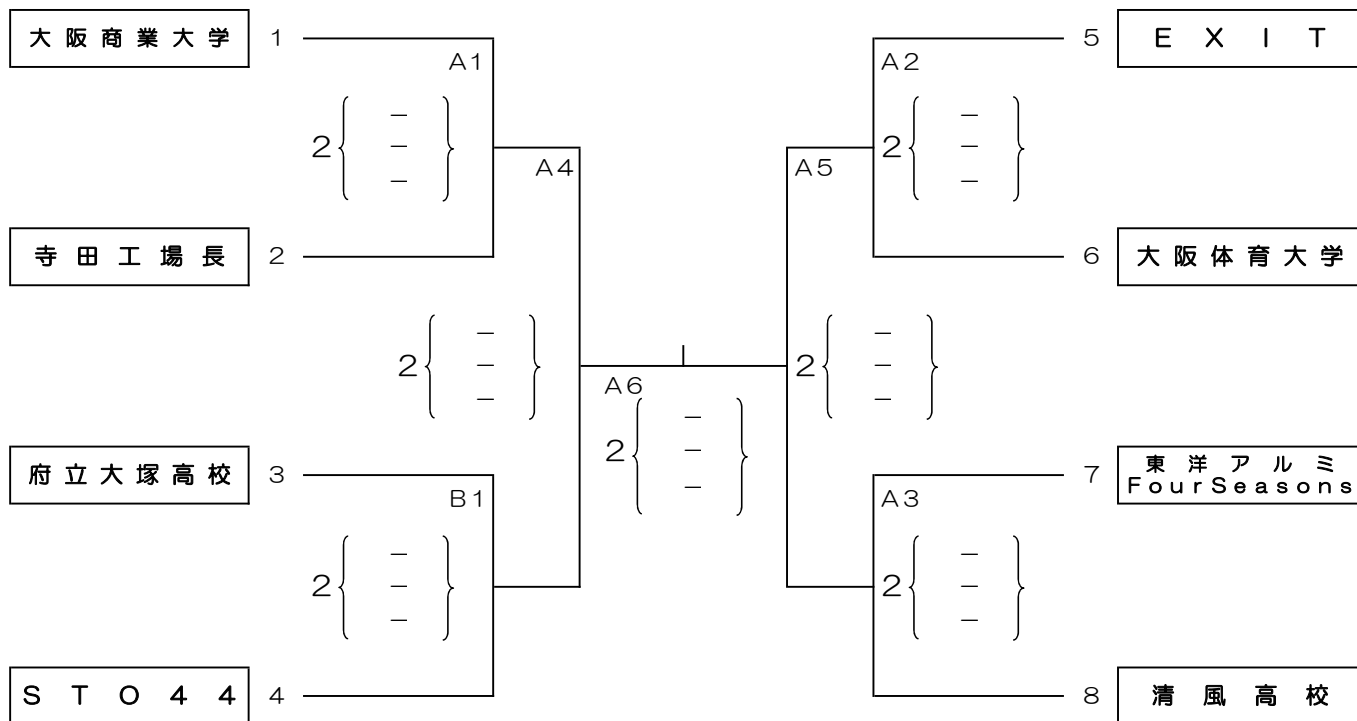 大阪商業大学 1
A1
2 { － }
－
－
寺田工場長 2
A4
2 { － }
－
－
府立大塚高校 3
B1
2 { － }
－
－
STO44 4
A6
2 { － }
－
－
5 EXIT
A2
2 { － }
－
－
6 大阪体育大学
A5
2 { － }
－
－
7 東洋アルミ
FourSeasons
A3
2 { － }
－
－
8 清風高校